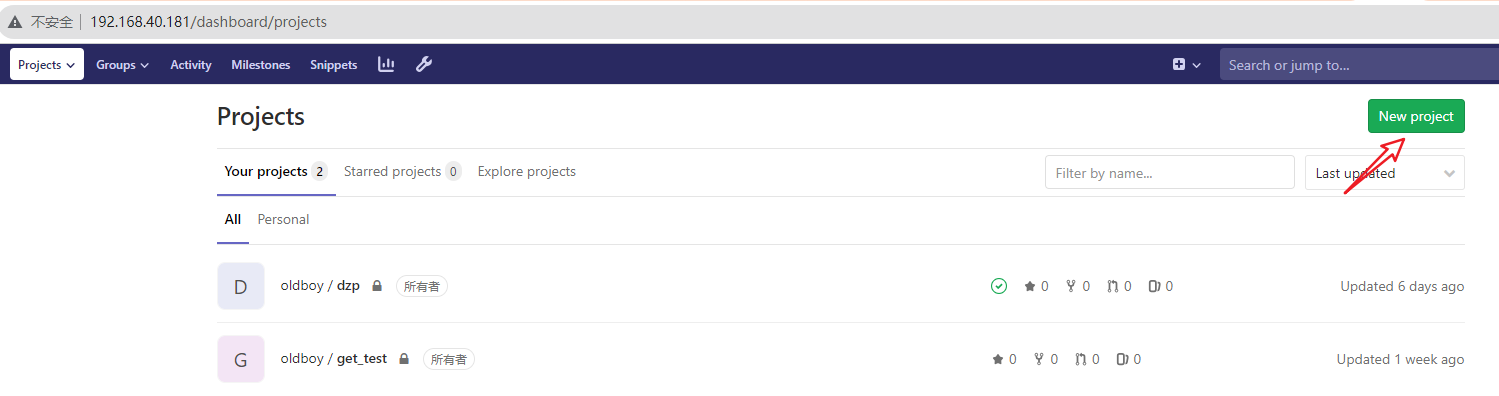 不安全 192.168.40.181/dashboard/projects
Projects Groups Activity Milestones Snippets Search or jump to...
Projects New project
Your projects 2 Starred projects 0 Explore projects Filter by name... Last updated
All Personal
D oldboy / dzp 所有者 0 0 0 0 Updated 6 days ago
G oldboy / get_test 所有者 0 0 0 0 Updated 1 week ago